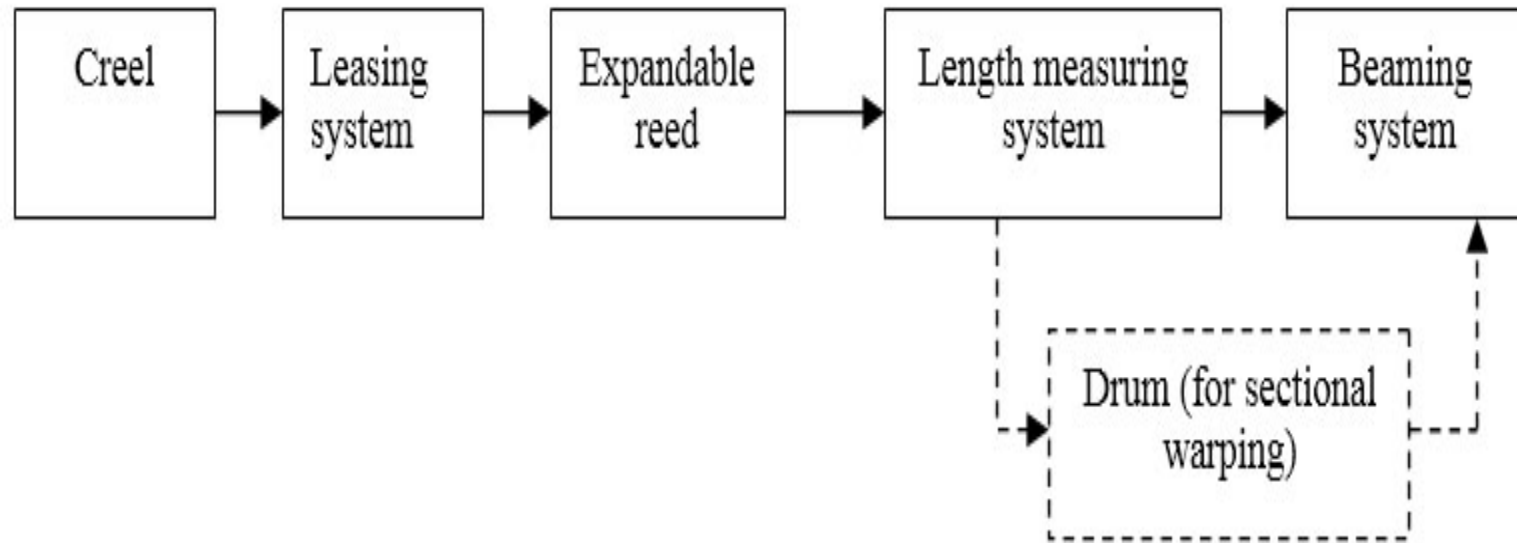 Creel
Leasing
system
Expandable
reed
Length measuring
system
Beaming
system
Drum (for sectional
warping)